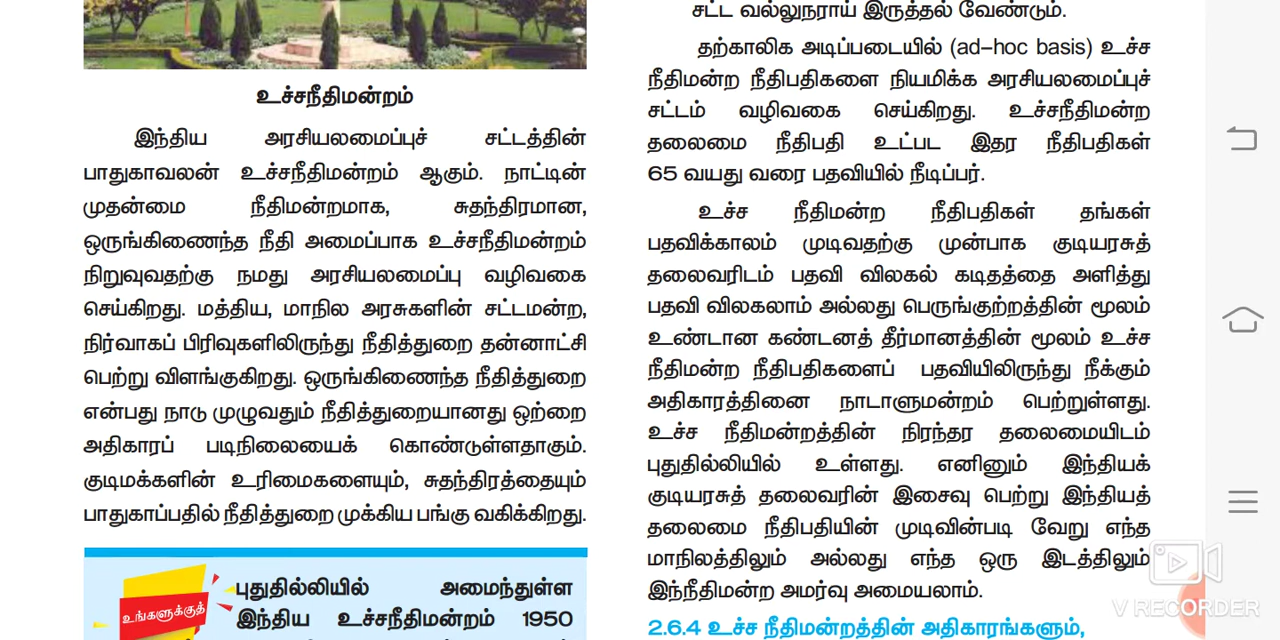 உச்சநீதிமன்றம்
இந்திய அரசியலமைப்புச் சட்டத்தின்
பாதுகாவலன் உச்சநீதிமன்றம் ஆகும். நாட்டின்
முதன்மை நீதிமன்றமாக, சுதந்திரமான,
ஒருங்கிணைந்த நீதி அமைப்பாக உச்சநீதிமன்றம்
நிறுவுவதற்கு நமது அரசியலமைப்பு வழிவகை
செய்கிறது. மத்திய, மாநில அரசுகளின் சட்டமன்ற,
நிர்வாகப் பிரிவுகளிலிருந்து நீதித்துறை தன்னாட்சி
பெற்று விளங்குகிறது. ஒருங்கிணைந்த நீதித்துறை
என்பது நாடு முழுவதும் நீதித்துறையானது ஒற்றை
அதிகாரப் படிநிலையைக் கொண்டுள்ளதாகும்.
குடிமக்களின் உரிமைகளையும், சுதந்திரத்தையும்
பாதுகாப்பதில் நீதித்துறை முக்கிய பங்கு வகிக்கிறது.
உங்களுக்குத்
புதுதில்லியில் அமைந்துள்ள
இந்திய உச்சநீதிமன்றம் 1950
சட்ட வல்லுநராய் இருத்தல் வேண்டும்.
தற்காலிக அடிப்படையில் (ad-hoc basis) உச்ச
நீதிமன்ற நீதிபதிகளை நியமிக்க அரசியலமைப்புச்
சட்டம் வழிவகை செய்கிறது. உச்சநீதிமன்ற
தலைமை நீதிபதி உட்பட இதர நீதிபதிகள்
65 வயது வரை பதவியில் நீடிப்பர்.
உச்ச நீதிமன்ற நீதிபதிகள் தங்கள்
பதவிக்காலம் முடிவதற்கு முன்பாக குடியரசுத்
தலைவரிடம் பதவி விலகல் கடிதத்தை அளித்து
பதவி விலகலாம் அல்லது பெருங்குற்றத்தின் மூலம்
உண்டான கண்டனத் தீர்மானத்தின் மூலம் உச்ச
நீதிமன்ற நீதிபதிகளைப் பதவியிலிருந்து நீக்கும்
அதிகாரத்தினை நாடாளுமன்றம் பெற்றுள்ளது.
உச்ச நீதிமன்றத்தின் நிரந்தர தலைமையிடம்
புதுதில்லியில் உள்ளது. எனினும் இந்தியக்
குடியரசுத் தலைவரின் இசைவு பெற்று இந்தியத்
தலைமை நீதிபதியின் முடிவின்படி வேறு எந்த
மாநிலத்திலும் அல்லது எந்த ஒரு இடத்திலும்
இந்நீதிமன்ற அமர்வு அமையலாம்.
2.6.4 உச்ச நீதிமன்றத்தின் அதிகாரங்களும்,
V RECORDER